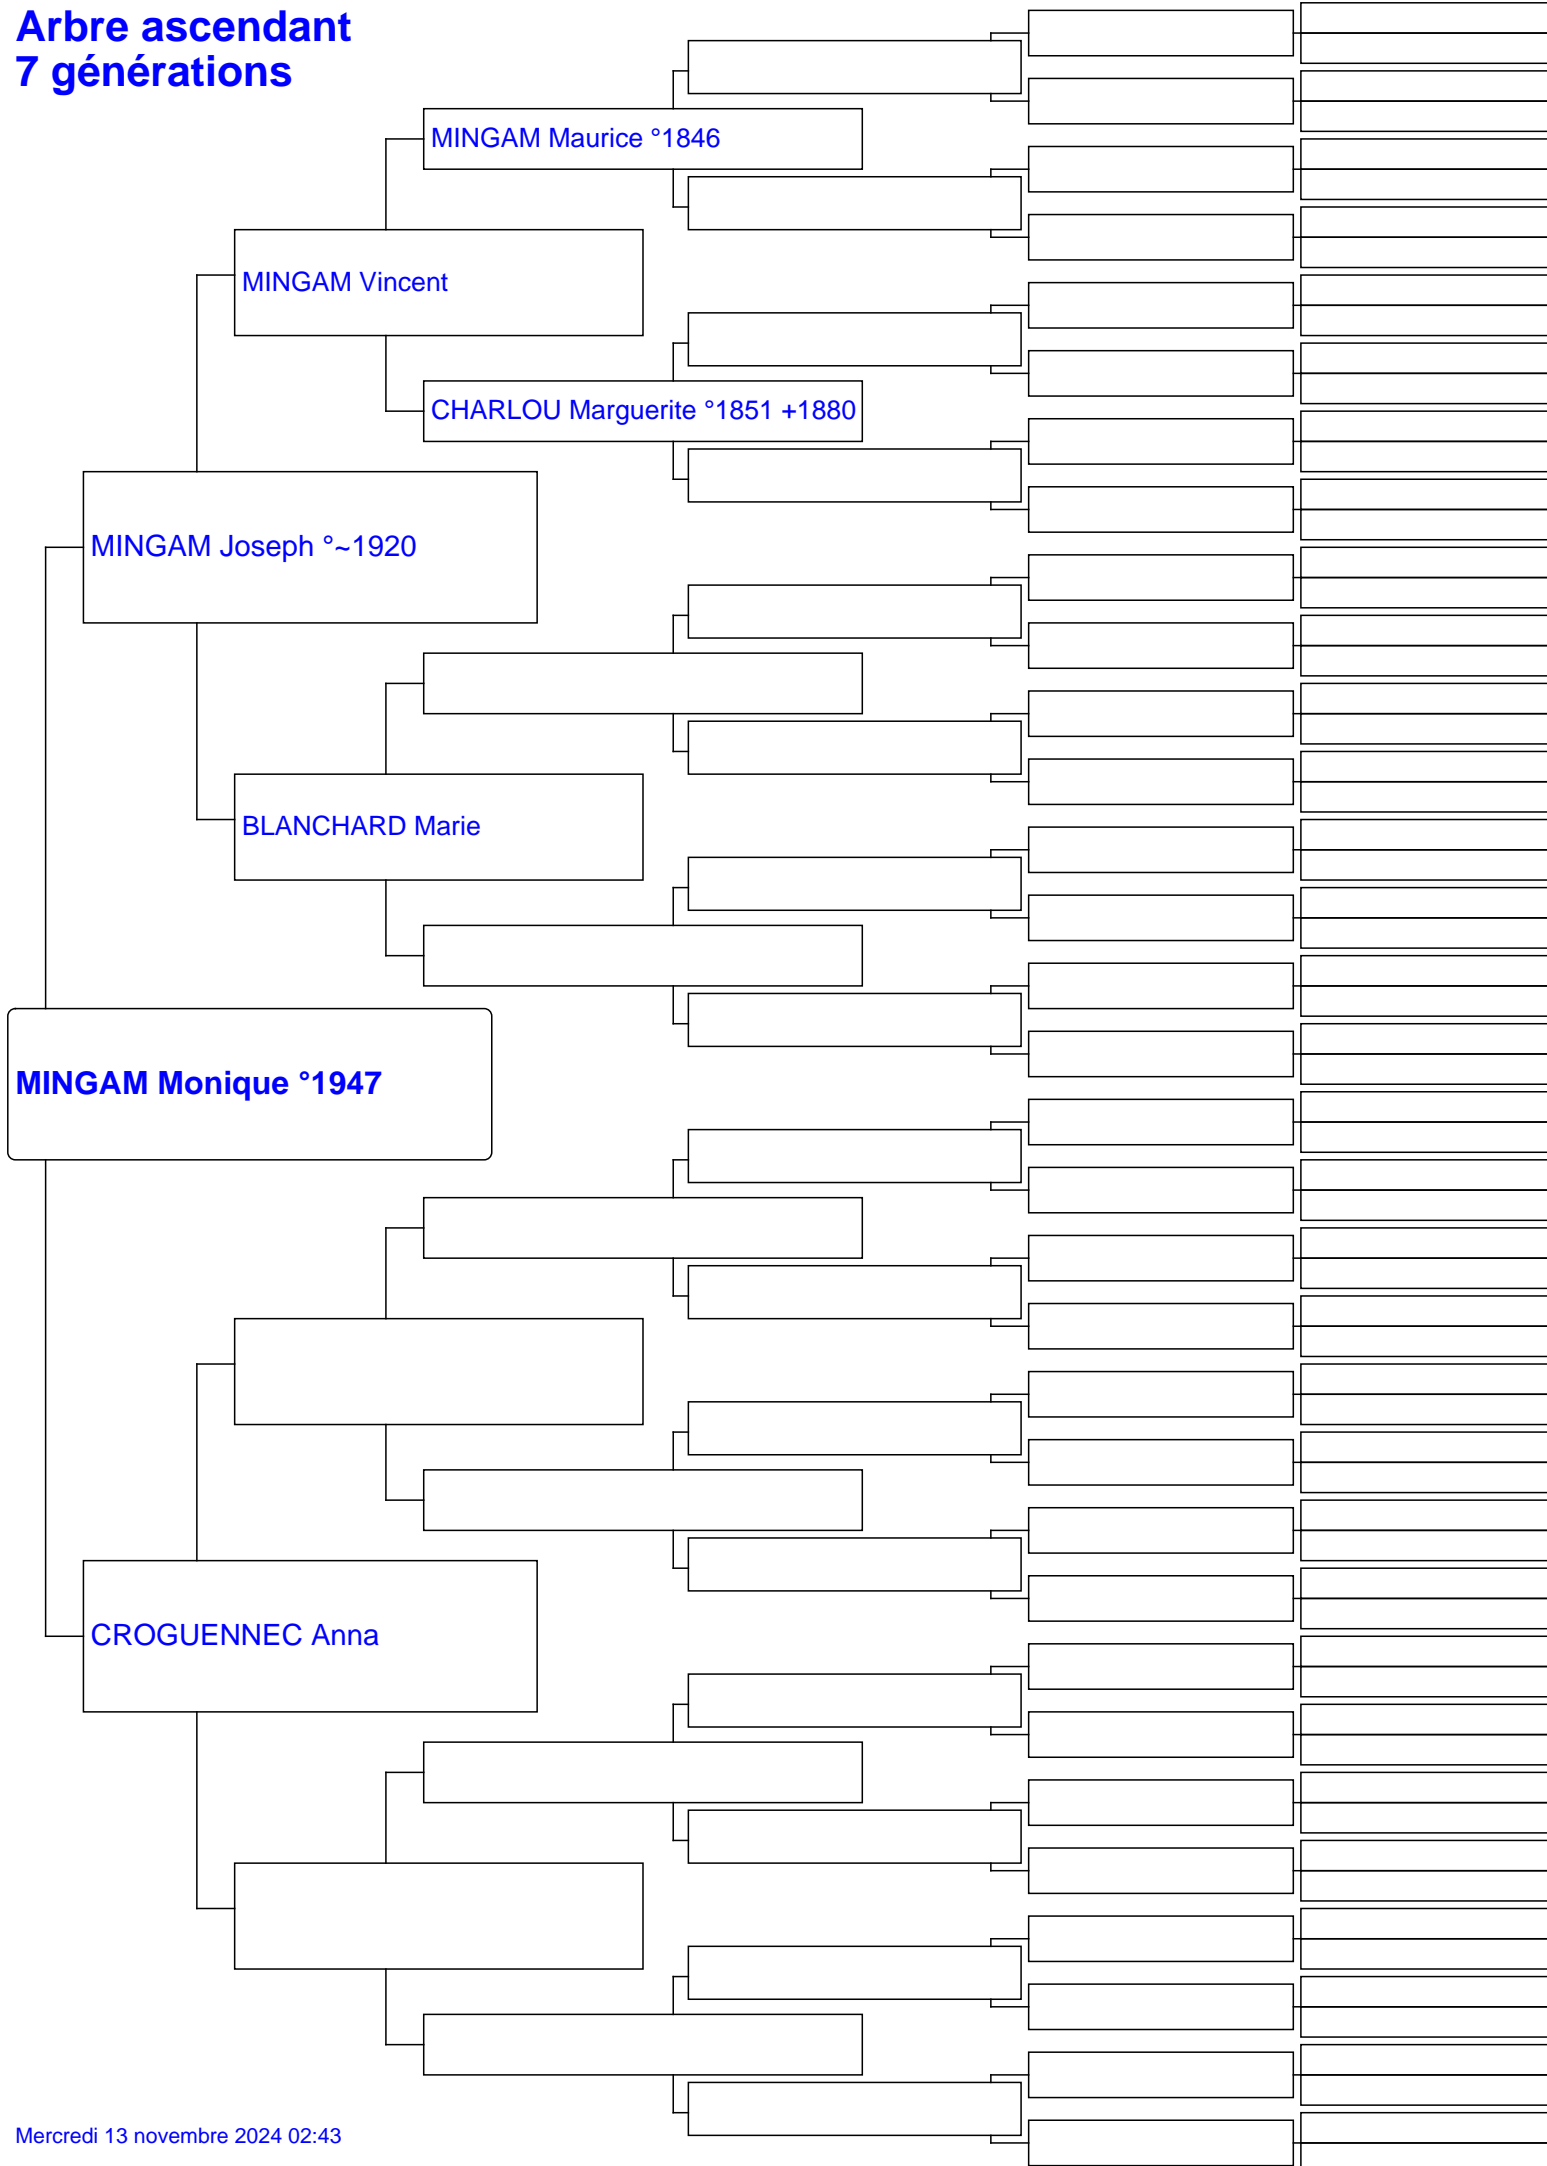 Arbre ascendant
7 générations
MINGAM Maurice °1846
MINGAM Vincent
CHARLOU Marguerite °1851 +1880
MINGAM Joseph °~1920
BLANCHARD Marie
MINGAM Monique °1947
CROGUENNEC Anna
Mercredi 13 novembre 2024 02:43